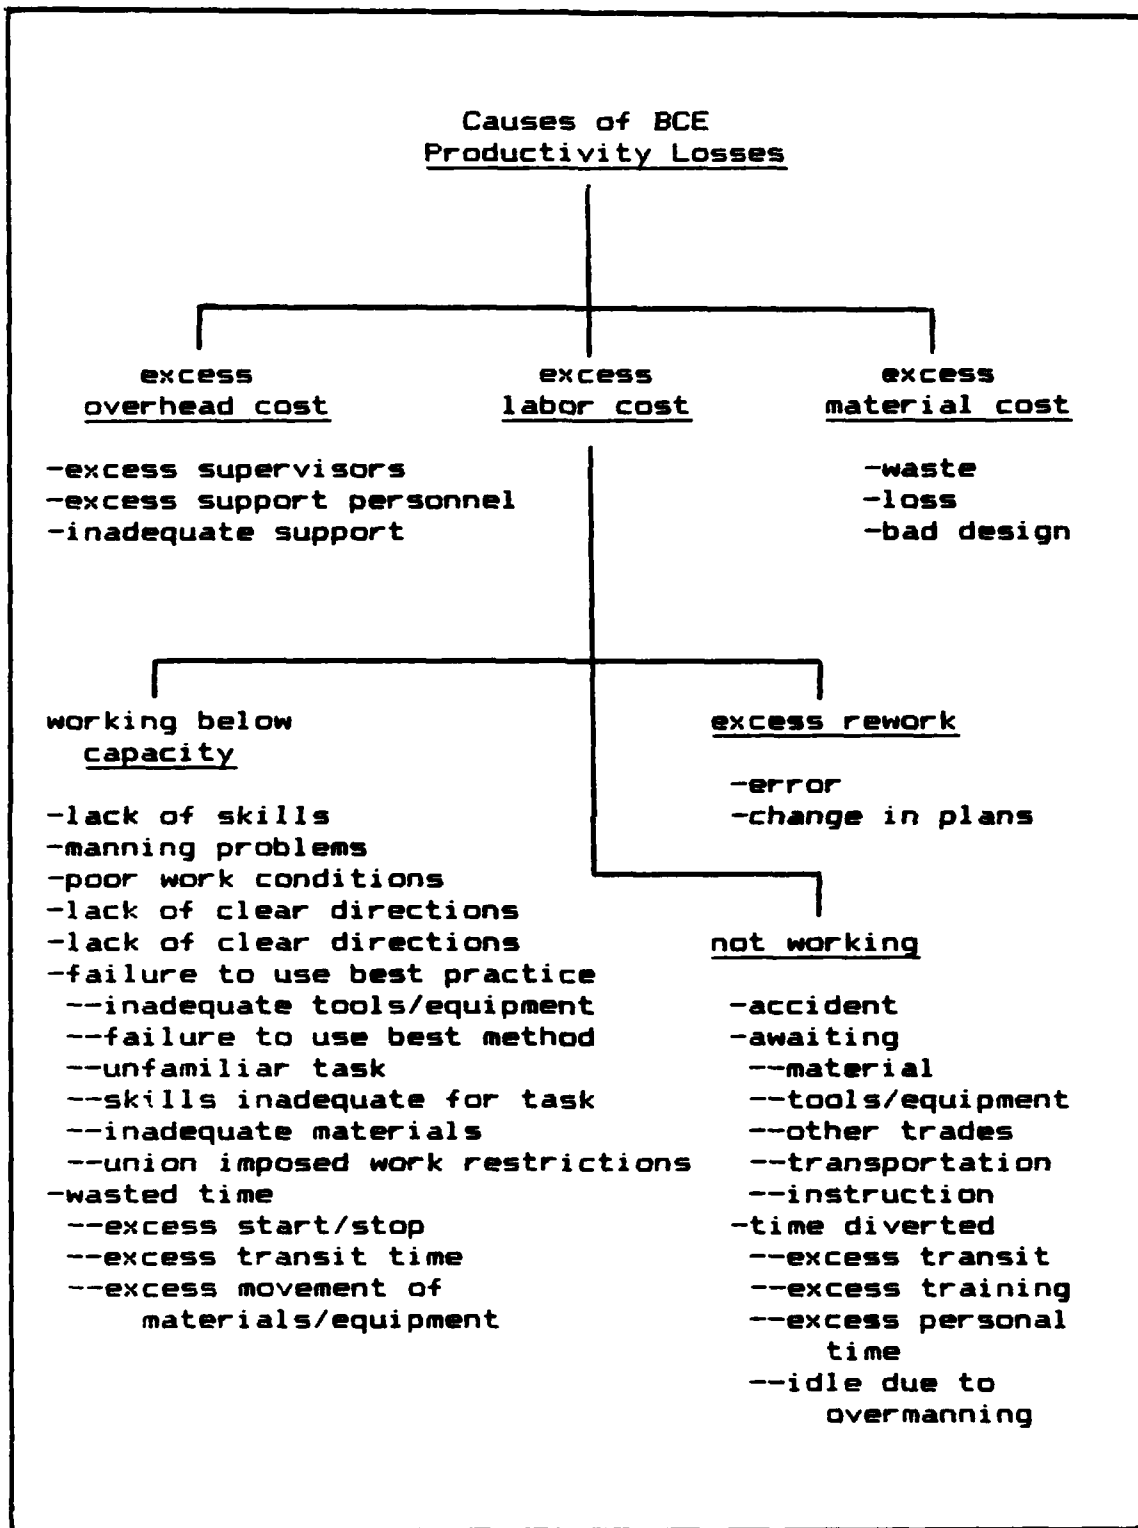 Causes of BCE
Productivity Losses
excess
overhead cost
-excess supervisors
-excess support personnel
-inadequate support
excess
labor cost
excess
material cost
-waste
-loss
-bad design
working below
capacity
-lack of skills
-manning problems
-poor work conditions
-lack of clear directions
-lack of clear directions
-failure to use best practice
--inadequate tools/equipment
--failure to use best method
--unfamiliar task
--skills inadequate for task
--inadequate materials
--union imposed work restrictions
-wasted time
--excess start/stop
--excess transit time
--excess movement of
materials/equipment
excess rework
-error
-change in plans
not working
-accident
-awaiting
--material
--tools/equipment
--other trades
--transportation
--instruction
-time diverted
--excess transit
--excess training
--excess personal
time
--idle due to
overmanning